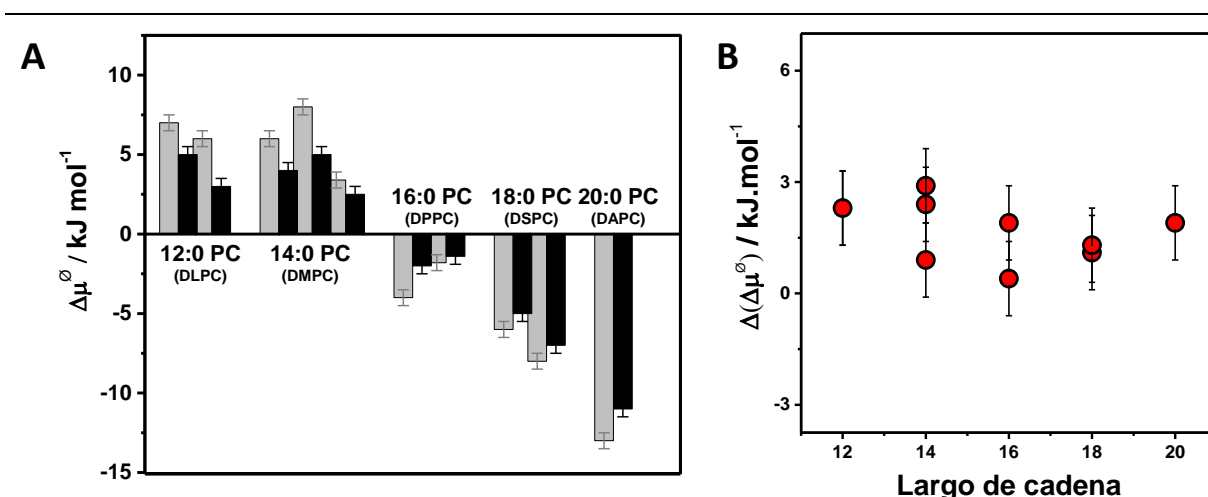 A
Δµø / kJ mol-1
10
5
0
-5
-10
-15
12:0 PC
(DLPC)
14:0 PC
(DMPC)
16:0 PC
(DPPC)
18:0 PC
(DSPC)
20:0 PC
(DAPC)
B
Δ(Δµø) / kJ.mol-1
6
3
0
-3
12 14 16 18 20
Largo de cadena